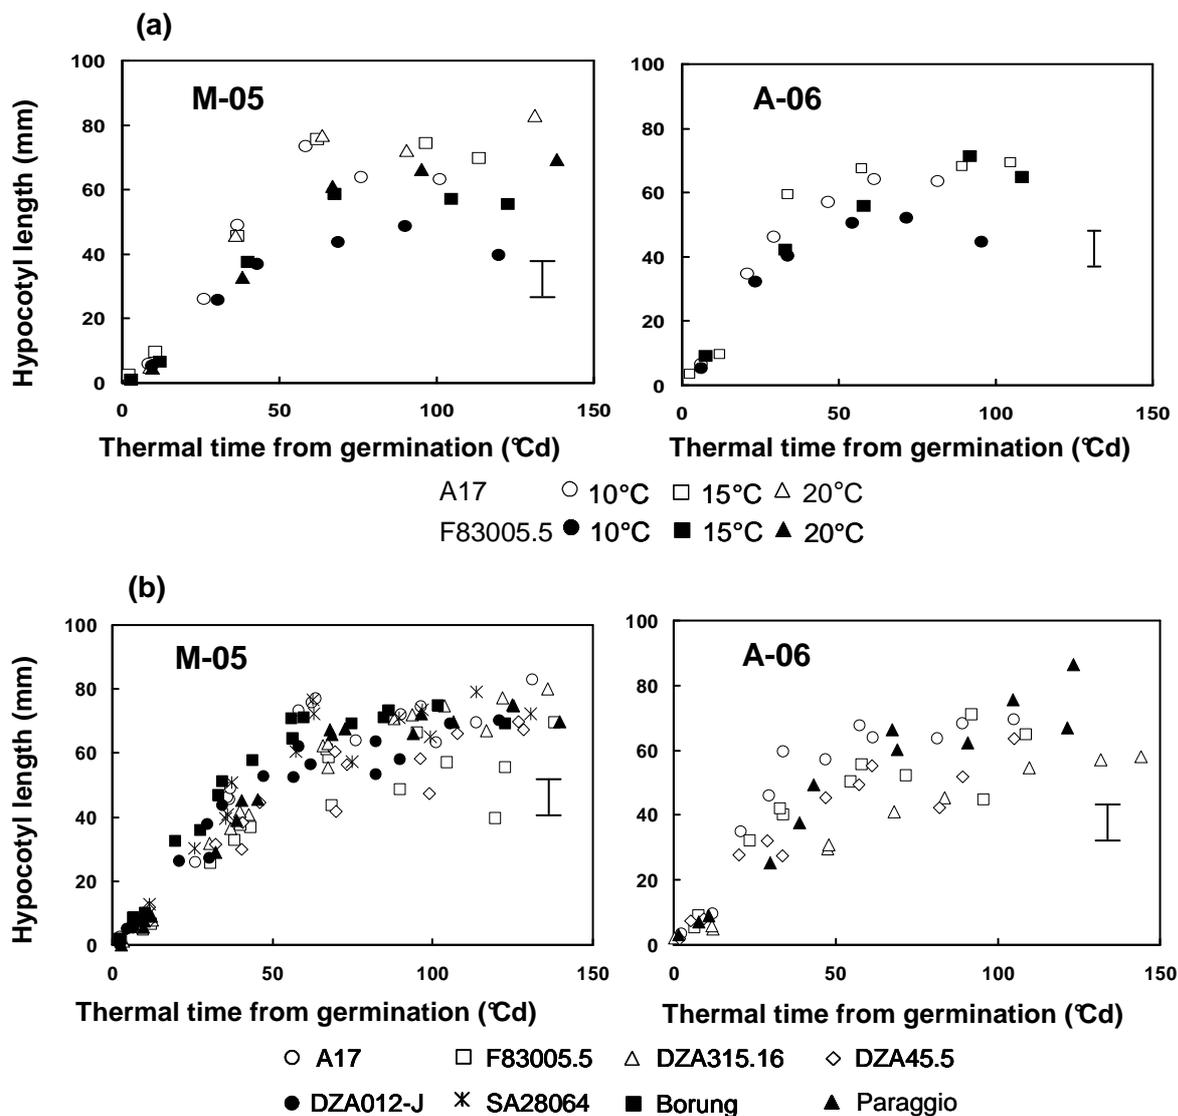 (a)
M-05
A-06
Hypocotyl length (mm)
100
80
60
40
20
0
0 50 100 150
100
80
60
40
20
0
0 50 100 150
Thermal time from germination (°Cd)
Thermal time from germination (°Cd)
A17 10°C 15°C 20°C
F83005.5 10°C 15°C 20°C
(b)
M-05
A-06
Hypocotyl length (mm)
100
80
60
40
20
0
0 50 100 150
100
80
60
40
20
0
0 50 100 150
Thermal time from germination (°Cd)
Thermal time from germination (°Cd)
A17 F83005.5 DZA315.16 DZA45.5
DZA012-J SA28064 Borung Paraggio